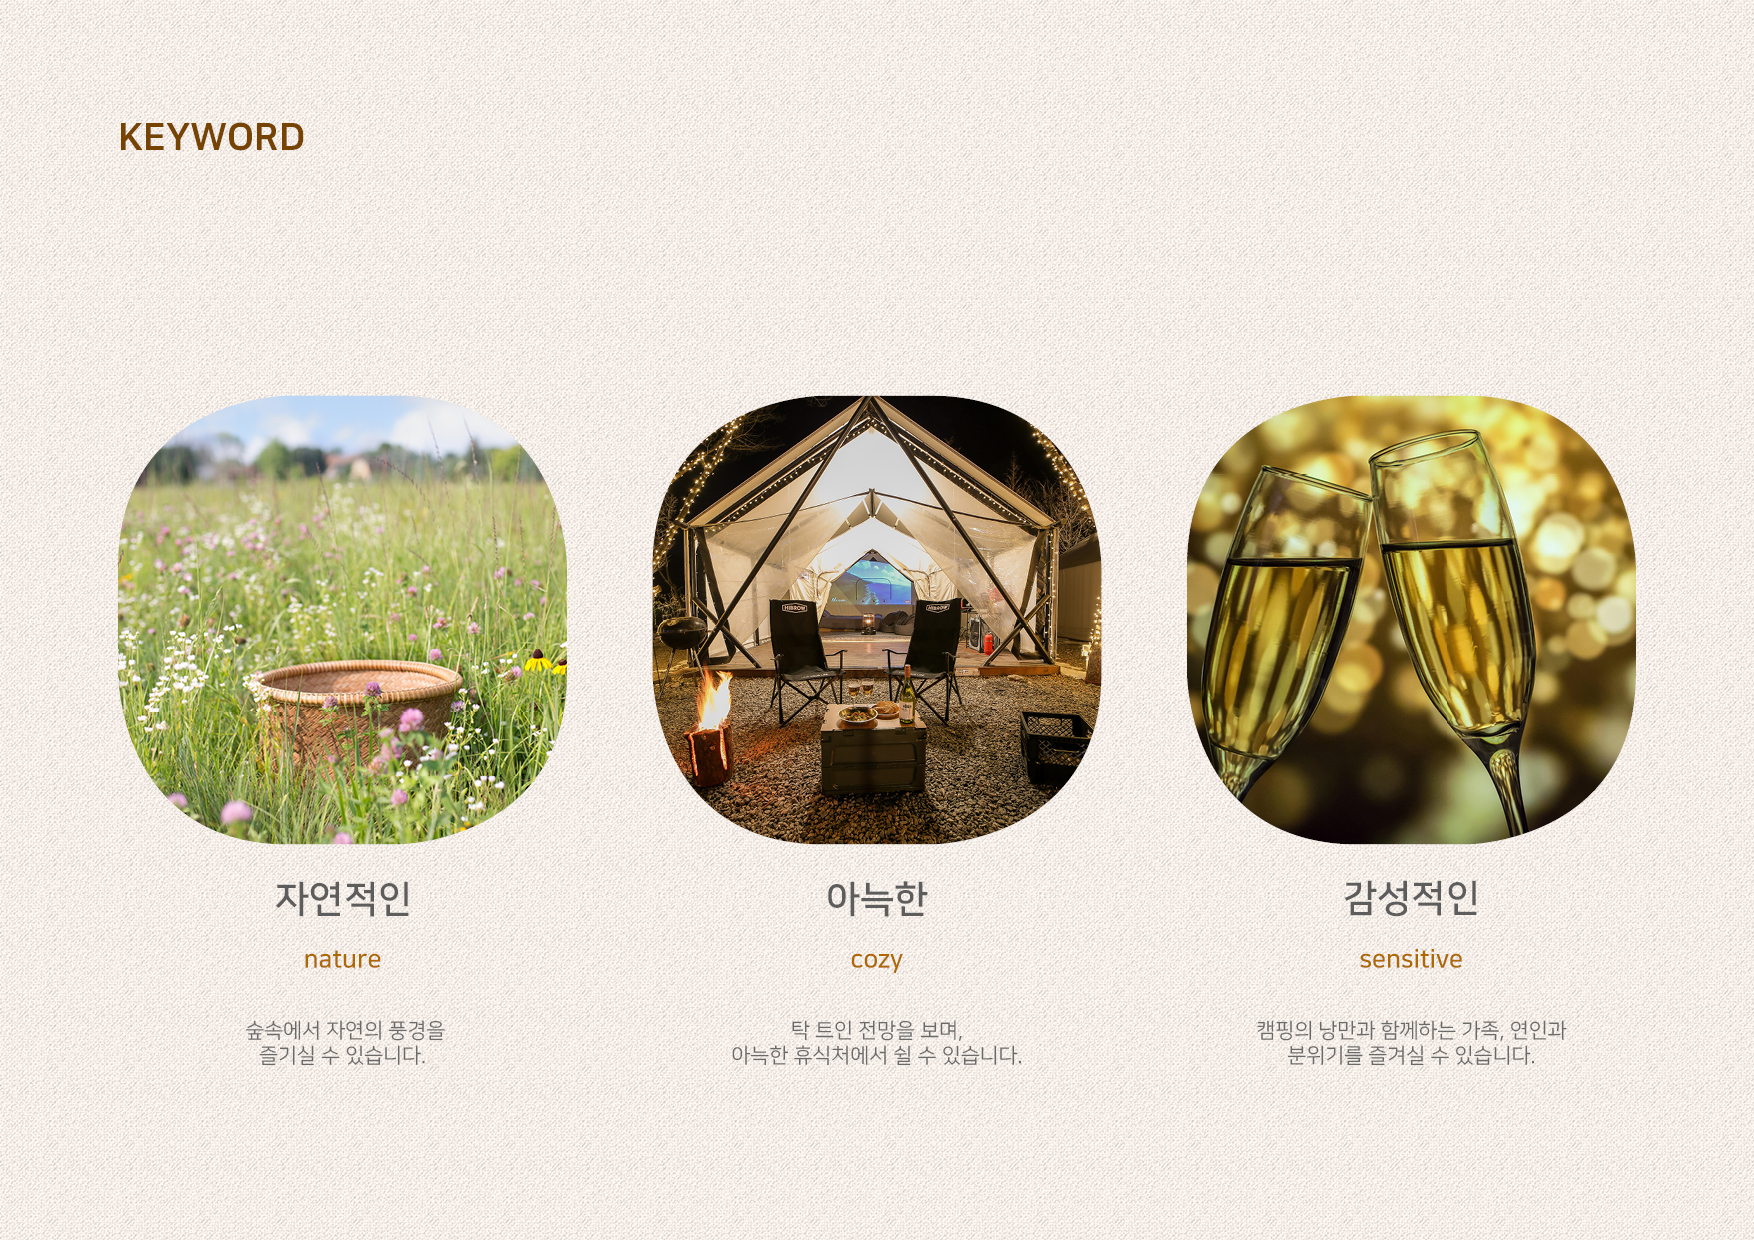 KEYWORD
HIBROW
HIBROW
자연적인
nature
숲속에서 자연의 풍경을
즐기실 수 있습니다.
아늑한
cozy
탁 트인 전망을 보며,
아늑한 휴식처에서 쉴 수 있습니다.
감성적인
sensitive
캠핑의 낭만과 함께하는 가족, 연인과
분위기를 즐겨실 수 있습니다.